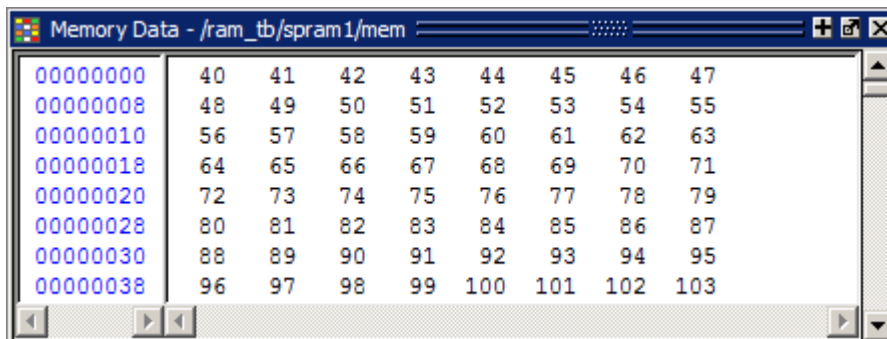 Memory Data - /ram_tb/spram1/mem
00000000 40 41 42 43 44 45 46 47
00000008 48 49 50 51 52 53 54 55
00000010 56 57 58 59 60 61 62 63
00000018 64 65 66 67 68 69 70 71
00000020 72 73 74 75 76 77 78 79
00000028 80 81 82 83 84 85 86 87
00000030 88 89 90 91 92 93 94 95
00000038 96 97 98 99 100 101 102 103